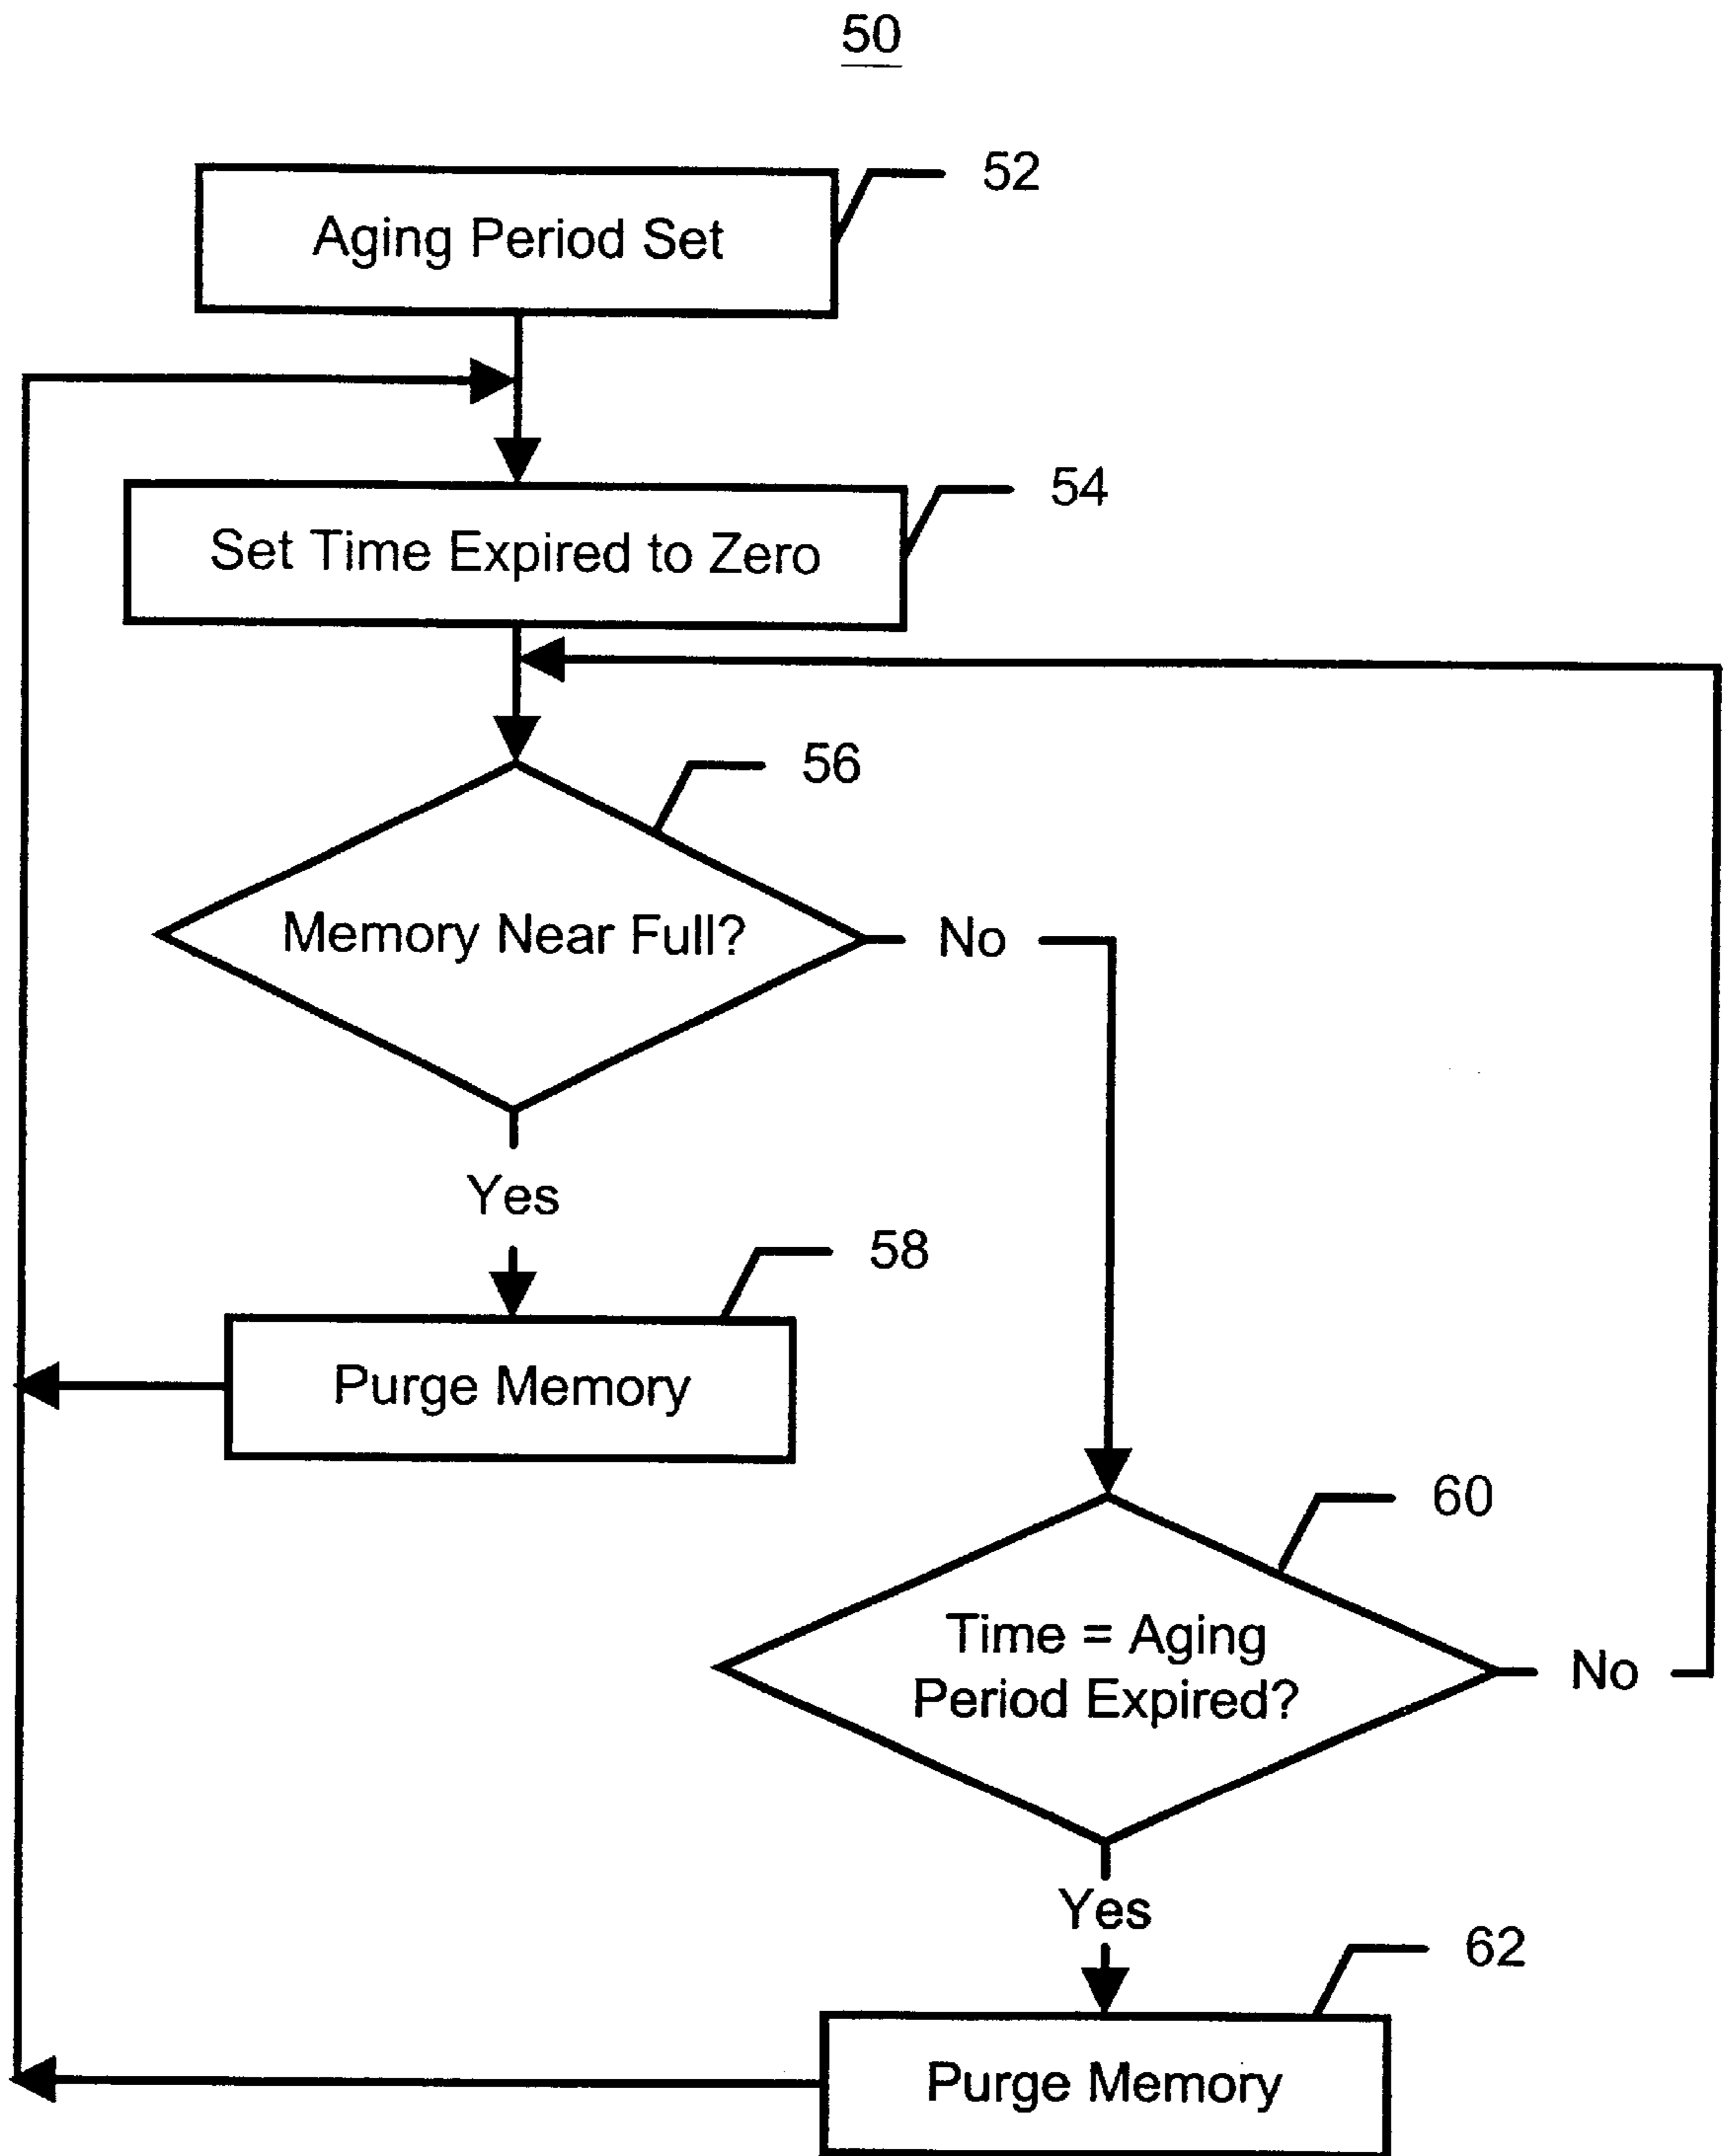 50
52
Aging Period Set
54
Set Time Expired to Zero
56
Memory Near Full?
No
Yes
58
Purge Memory
60
Time = Aging
Period Expired?
No
Yes
62
Purge Memory